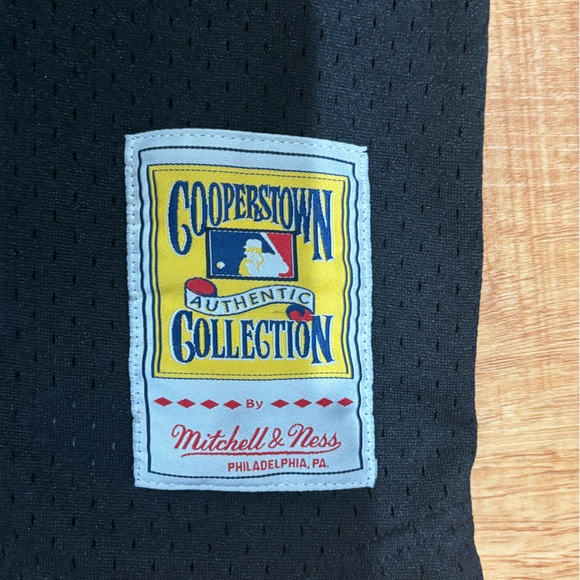 COOPERSTOWN
AUTHENTIC
COLLECTION
By
Mitchell & Ness
PHILADELPHIA, PA.